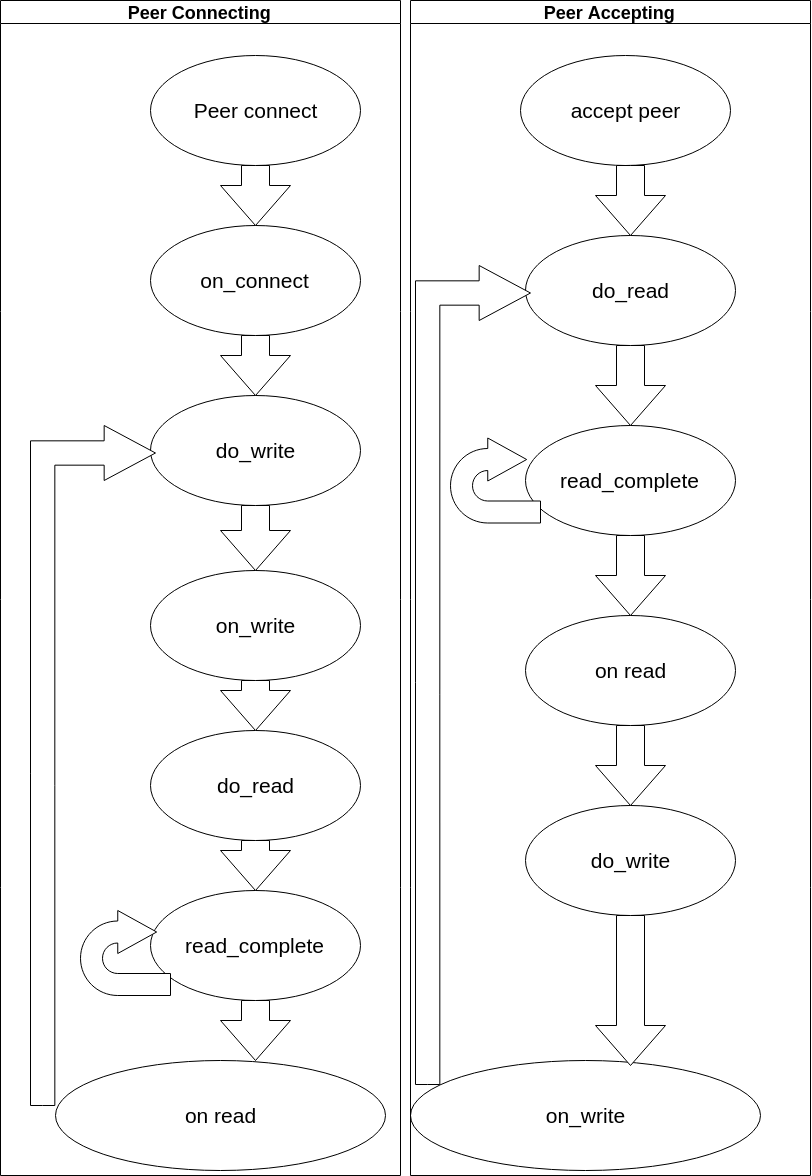 Peer Connecting
Peer connect
on_connect
do_write
on_write
do_read
read_complete
on read
Peer Accepting
accept peer
do_read
read_complete
on read
do_write
on_write